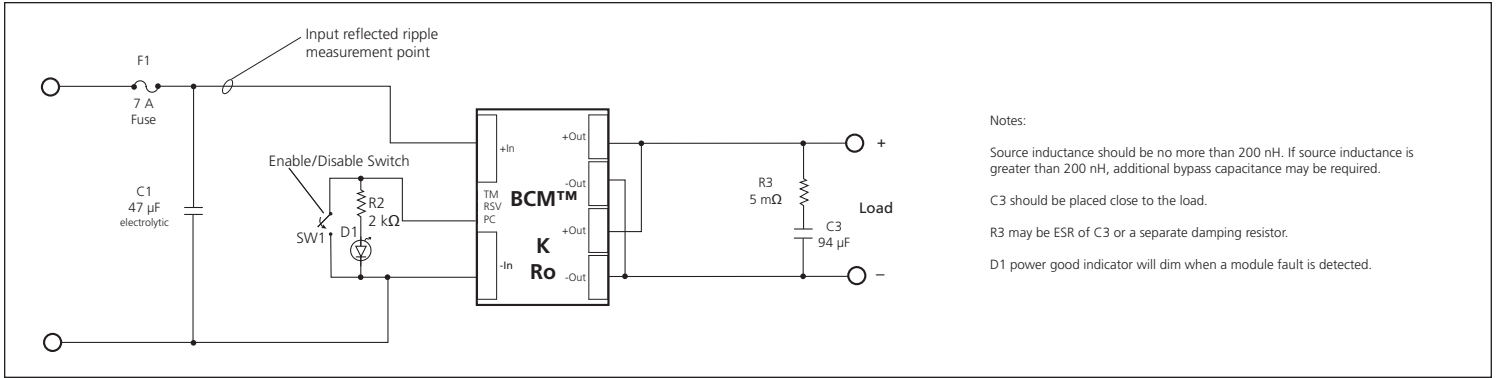 Input reflected ripple
measurement point
F1
7 A
Fuse
C1
47 µF
electrolytic
Enable/Disable Switch
SW1
R2
2 kΩ
D1
+In
TM
RSV
PC
-In
BCM™
K
Ro
+Out
-Out
+Out
-Out
R3
5 mΩ
C3
94 µF
+
Load
–
Notes:
Source inductance should be no more than 200 nH. If source inductance is
greater than 200 nH, additional bypass capacitance may be required.
C3 should be placed close to the load.
R3 may be ESR of C3 or a separate damping resistor.
D1 power good indicator will dim when a module fault is detected.